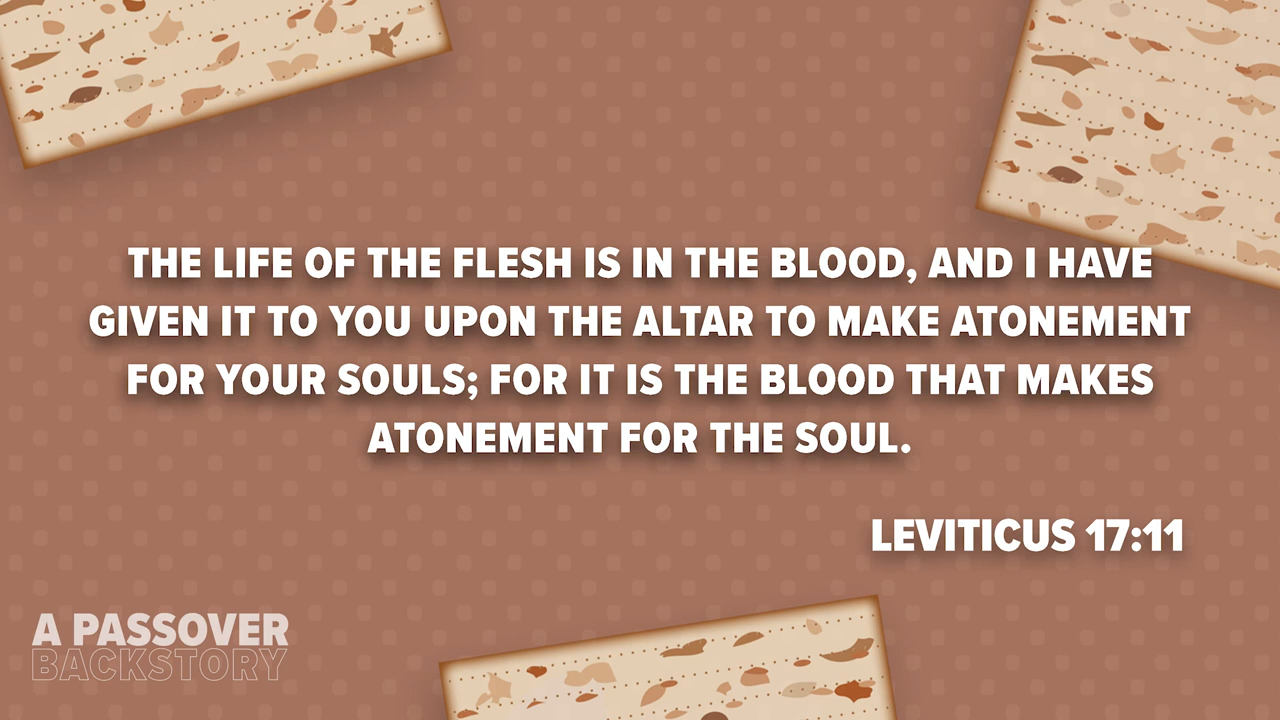 THE LIFE OF THE FLESH IS IN THE BLOOD, AND I HAVE
GIVEN IT TO YOU UPON THE ALTAR TO MAKE ATONEMENT
FOR YOUR SOULS; FOR IT IS THE BLOOD THAT MAKES
ATONEMENT FOR THE SOUL.
LEVITICUS 17:11
A PASSOVER
BACKSTORY